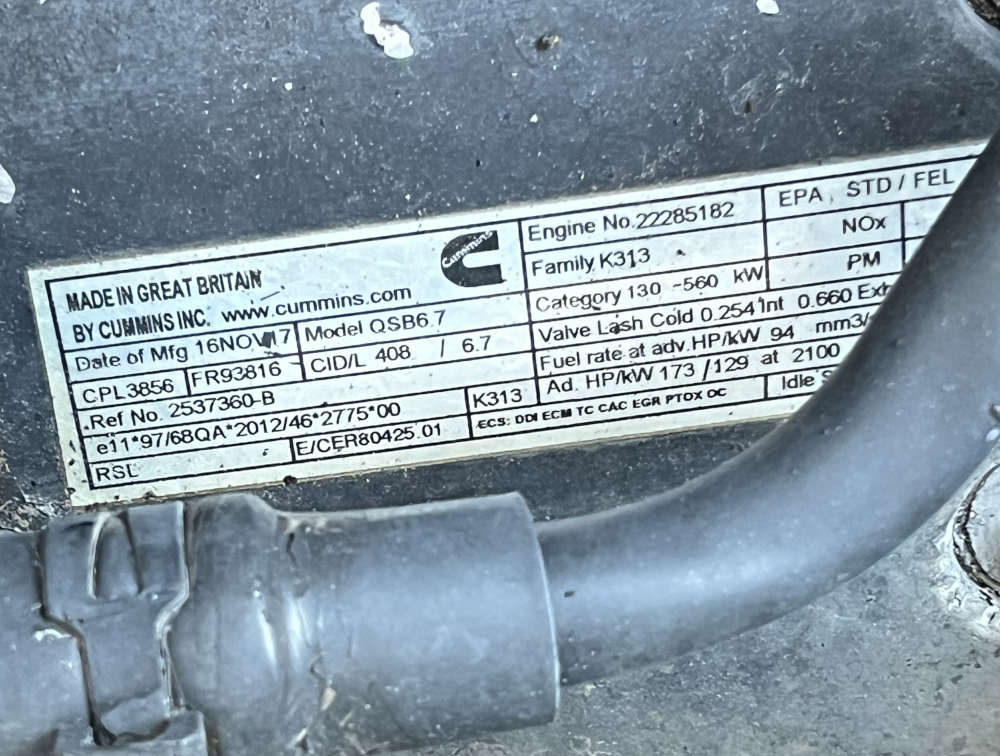 MADE IN GREAT BRITAIN
BY CUMMINS INC. www.cummins.com
Cummins
Date of Mfg 16NOV17 Model QSB6.7
CPL3856 FR93816 CID/L 408 / 6.7
Ref No. 2537360-B
e11*97/68QA*2012/46*2775*00 K313
RSL E/CER80425.01 ECS: DDI ECM TC CAC EGR PTOX OC
Engine No.22285182
Family K313
Category 130 -560 kW
Valve Lash Cold 0.254 Int 0.660
Fuel rate at adv.HP/kW 94
Ad. HP/kW 173 /129 at 2100
Idle
EPA, STD / FEL
NOx
PM